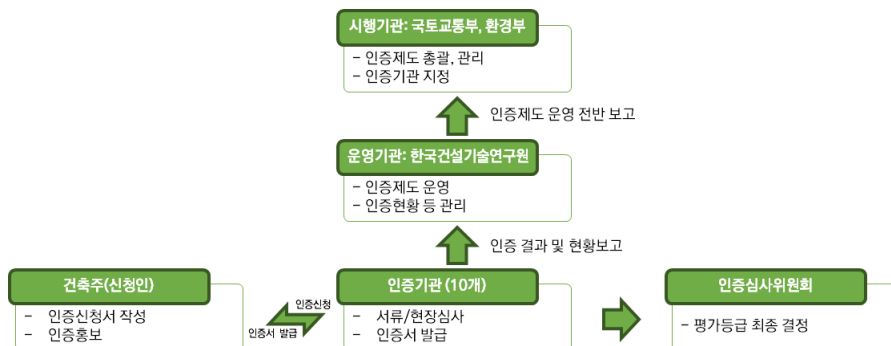 시행기관: 국토교통부, 환경부
- 인증제도 총괄, 관리
- 인증기관 지정
인증제도 운영 전반 보고
운영기관: 한국건설기술연구원
- 인증제도 운영
- 인증현황 등 관리
인증 결과 및 현황보고
건축주(신청인)
- 인증신청서 작성
- 인증홍보
인증신청
인증서 발급
인증기관 (10개)
- 서류/현장심사
- 인증서 발급
인증심사위원회
- 평가등급 최종 결정